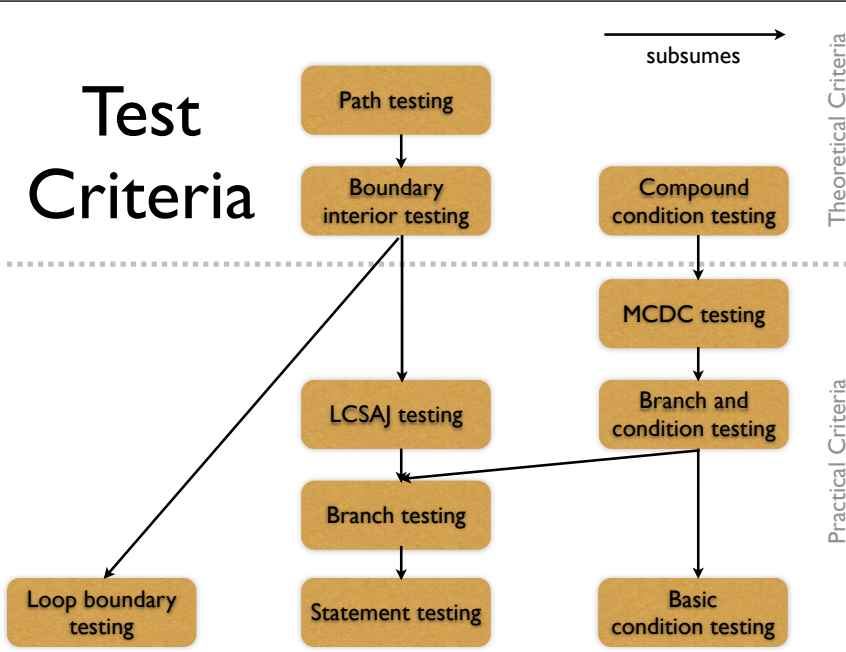 Test
Criteria
subsumes
Theoretical Criteria
Path testing
Boundary
interior testing
Compound
condition testing
MCDC testing
LCSAJ testing
Branch and
condition testing
Practical Criteria
Branch testing
Loop boundary
testing
Statement testing
Basic
condition testing